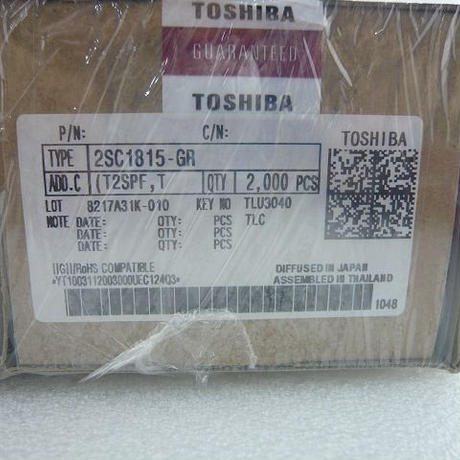 TOSHIBA
GUARANTEED
TOSHIBA
P/N: C/N:
TOSHIBA
TYPE 2SC1815-GR
ADD.C (T2SPF,T QTY 2,000 PCS
LOT 8217A31K-010 KEY NO TLU3040
NOTE DATE: QTY: PCS TLC
DATE: QTY: PCS
DATE: QTY: PCS
[[G]]/RoHS COMPATIBLE
*YT1003112003000UEC124Q3*
DIFFUSED IN JAPAN
ASSEMBLED IN THAILAND
1048